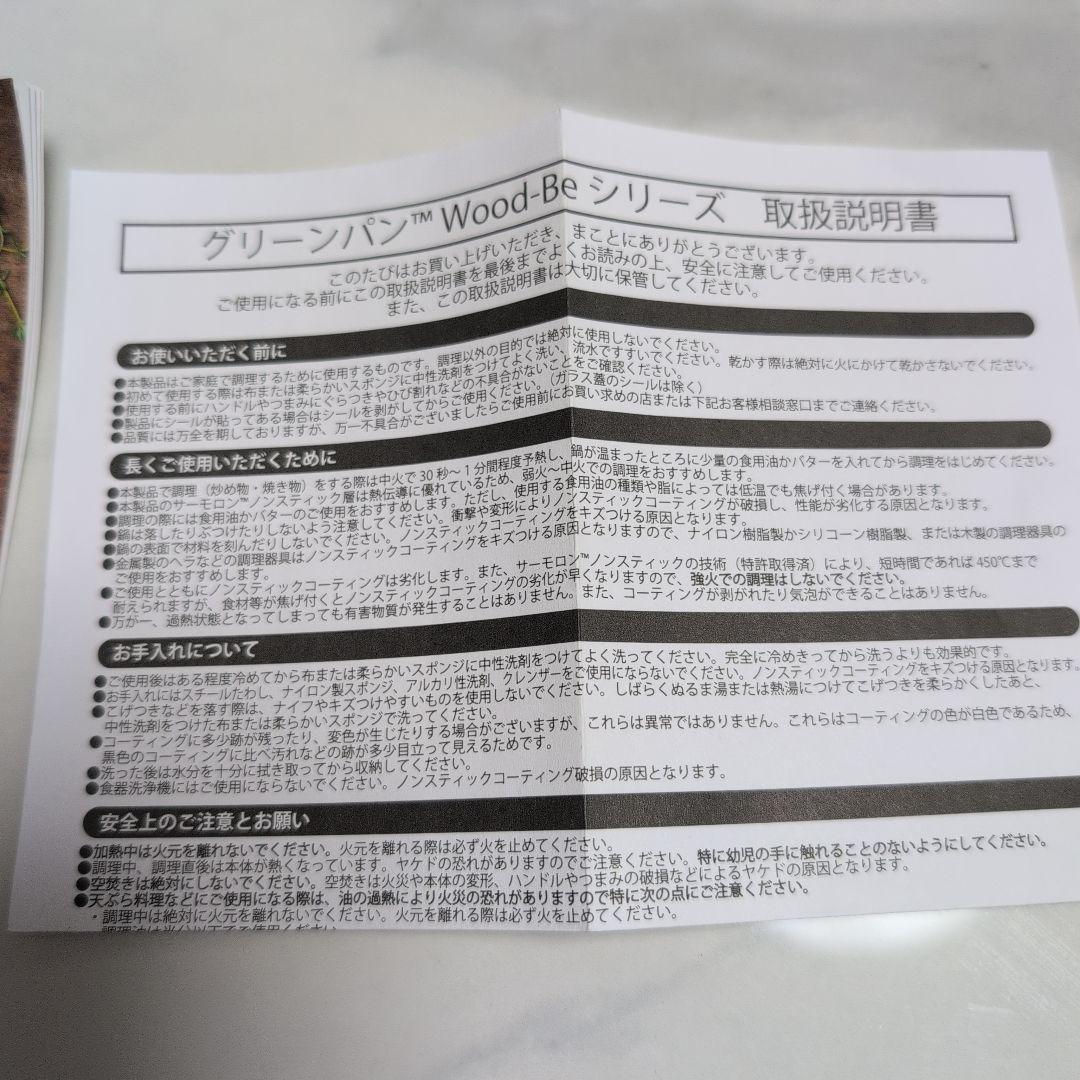 グリーンパン™ Wood-Be シリーズ　取扱説明書
このたびはお買い上げいただき、まことにありがとうございます。
ご使用になる前にこの取扱説明書を最後までよくお読みの上、安全に注意してご使用ください。
また、この取扱説明書は大切に保管してください。
お使いいただく前に
●本製品はご家庭で調理するために使用するものです。調理以外の目的では絶対に使用しないでください。
●初めて使用する際は布または柔らかいスポンジに中性洗剤をつけてよく洗い、流水ですすいでください。乾かす際は絶対に火にかけて乾かさないでください。
●使用する前にハンドルやつまみにぐらつきやひび割れなどの不具合がないことをご確認ください。
●製品にシールが貼ってある場合はシールを剥がしてからご使用ください。(ガラス蓋のシールは除く)
●品質には万全を期しておりますが、万一不具合がございましたらご使用前にお買い求めの店または下記お客様相談窓口までご連絡ください。
長くご使用いただくために
●本製品で調理（炒め物・焼き物）をする際は中火で30秒～1分間程度予熱し、鍋が温まったところに少量の食用油かバターを入れてから調理をはじめてください。
●本製品のサーモロン™ノンスティック層は熱伝導に優れているため、弱火～中火での調理をおすすめします。
●調理の際には食用油かバターのご使用をおすすめします。ただし、使用する食用油の種類や脂によっては低温でも焦げ付く場合があります。
●鍋は落したりぶつけたりしないよう注意してください。衝撃や変形によりノンスティックコーティングが破損し、性能が劣化する原因となります。
●鍋の表面で材料を刻んだりしないでください。ノンスティックコーティングをキズつける原因となります。
●金属製のヘラなどの調理器具はノンスティックコーティングをキズつける原因となりますので、ナイロン樹脂製かシリコーン樹脂製、または木製の調理器具の
ご使用をおすすめします。
●ご使用とともにノンスティックコーティングは劣化します。また、サーモロン™ノンスティックの技術（特許取得済）により、短時間であれば450℃まで
耐えられますが、食材等が焦げ付くとノンスティックコーティングの劣化が早くなりますので、強火での調理はしないでください。
●万が一、過熱状態となってしまっても有害物質が発生することはありません。また、コーティングが剥がれたり気泡ができることはありません。
お手入れについて
●ご使用後はある程度冷めてから布または柔らかいスポンジに中性洗剤をつけてよく洗ってください。完全に冷めきってから洗うよりも効果的です。
●お手入れにはスチールたわし、ナイロン製スポンジ、アルカリ性洗剤、クレンザーをご使用にならないでください。ノンスティックコーティングをキズつける原因となります。
●こげつきなどを落す際は、ナイフやキズつけやすいものを使用しないでください。しばらくぬるま湯または熱湯につけてこげつきを柔らかくしたあと、
中性洗剤をつけた布または柔らかいスポンジで洗ってください。
●コーティングに多少跡が残ったり、変色が生じたりする場合がございますが、これらは異常ではありません。これらはコーティングの色が白色であるため、
黒色のコーティングに比べ汚れなどの跡が多少目立って見えるためです。
●洗った後は水分を十分に拭き取ってから収納してください。
●食器洗浄機にはご使用にならないでください。ノンスティックコーティング破損の原因となります。
安全上のご注意とお願い
●加熱中は火元を離れないでください。火元を離れる際は必ず火を止めてください。
●調理中、調理直後は本体が熱くなっています。ヤケドの恐れがありますのでご注意ください。特に幼児の手に触れることのないようにしてください。
●空焚きは絶対にしないでください。空焚きは火災や本体の変形、ハンドルやつまみの破損などによるヤケドの原因となります。
●天ぷら料理などにご使用になる際は、油の過熱により火災の恐れがありますので特に次の点にご注意ください。
・調理中は絶対に火元を離れないでください。火元を離れる際は必ず火を止めてください。